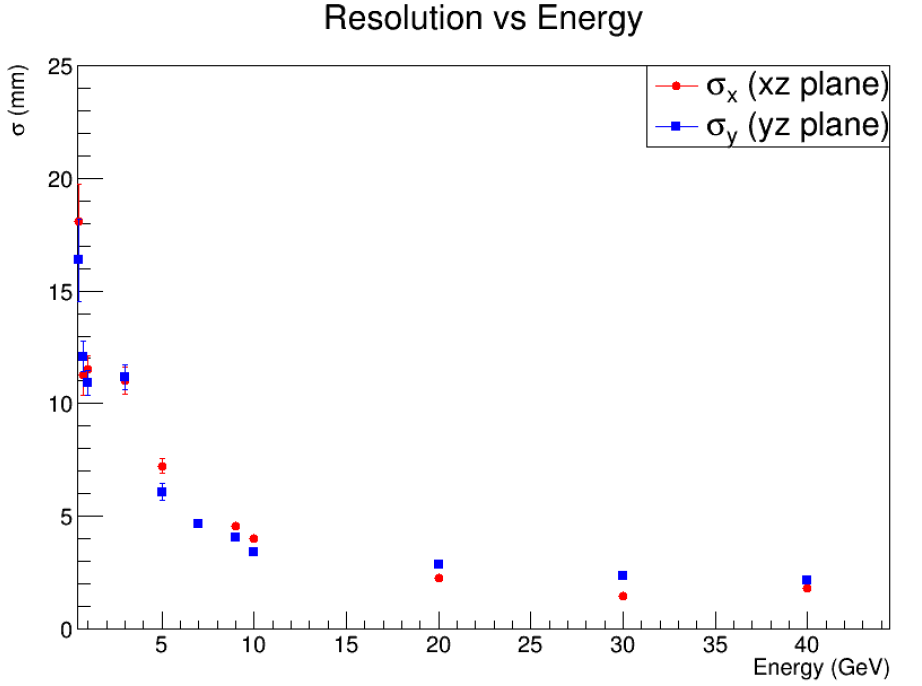 Resolution vs Energy
σ (mm)
25
20
15
10
5
0
σx (xz plane)
σy (yz plane)
5 10 15 20 25 30 35 40
Energy (GeV)